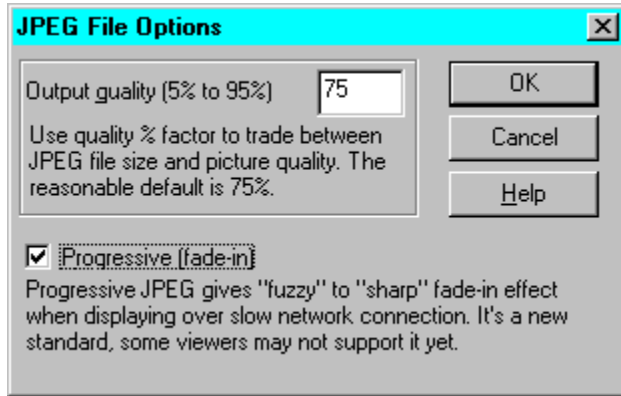 JPEG File Options
Output guality (5% to 95%)
75
OK
Use quality % factor to trade between
JPEG file size and picture quality. The
reasonable default is 75%.
Cancel
Help
Progressive (fade-in)
Progressive JPEG gives "fuzzy" to "sharp" fade-in effect
when displaying over slow network connection. It's a new
standard, some viewers may not support it yet.